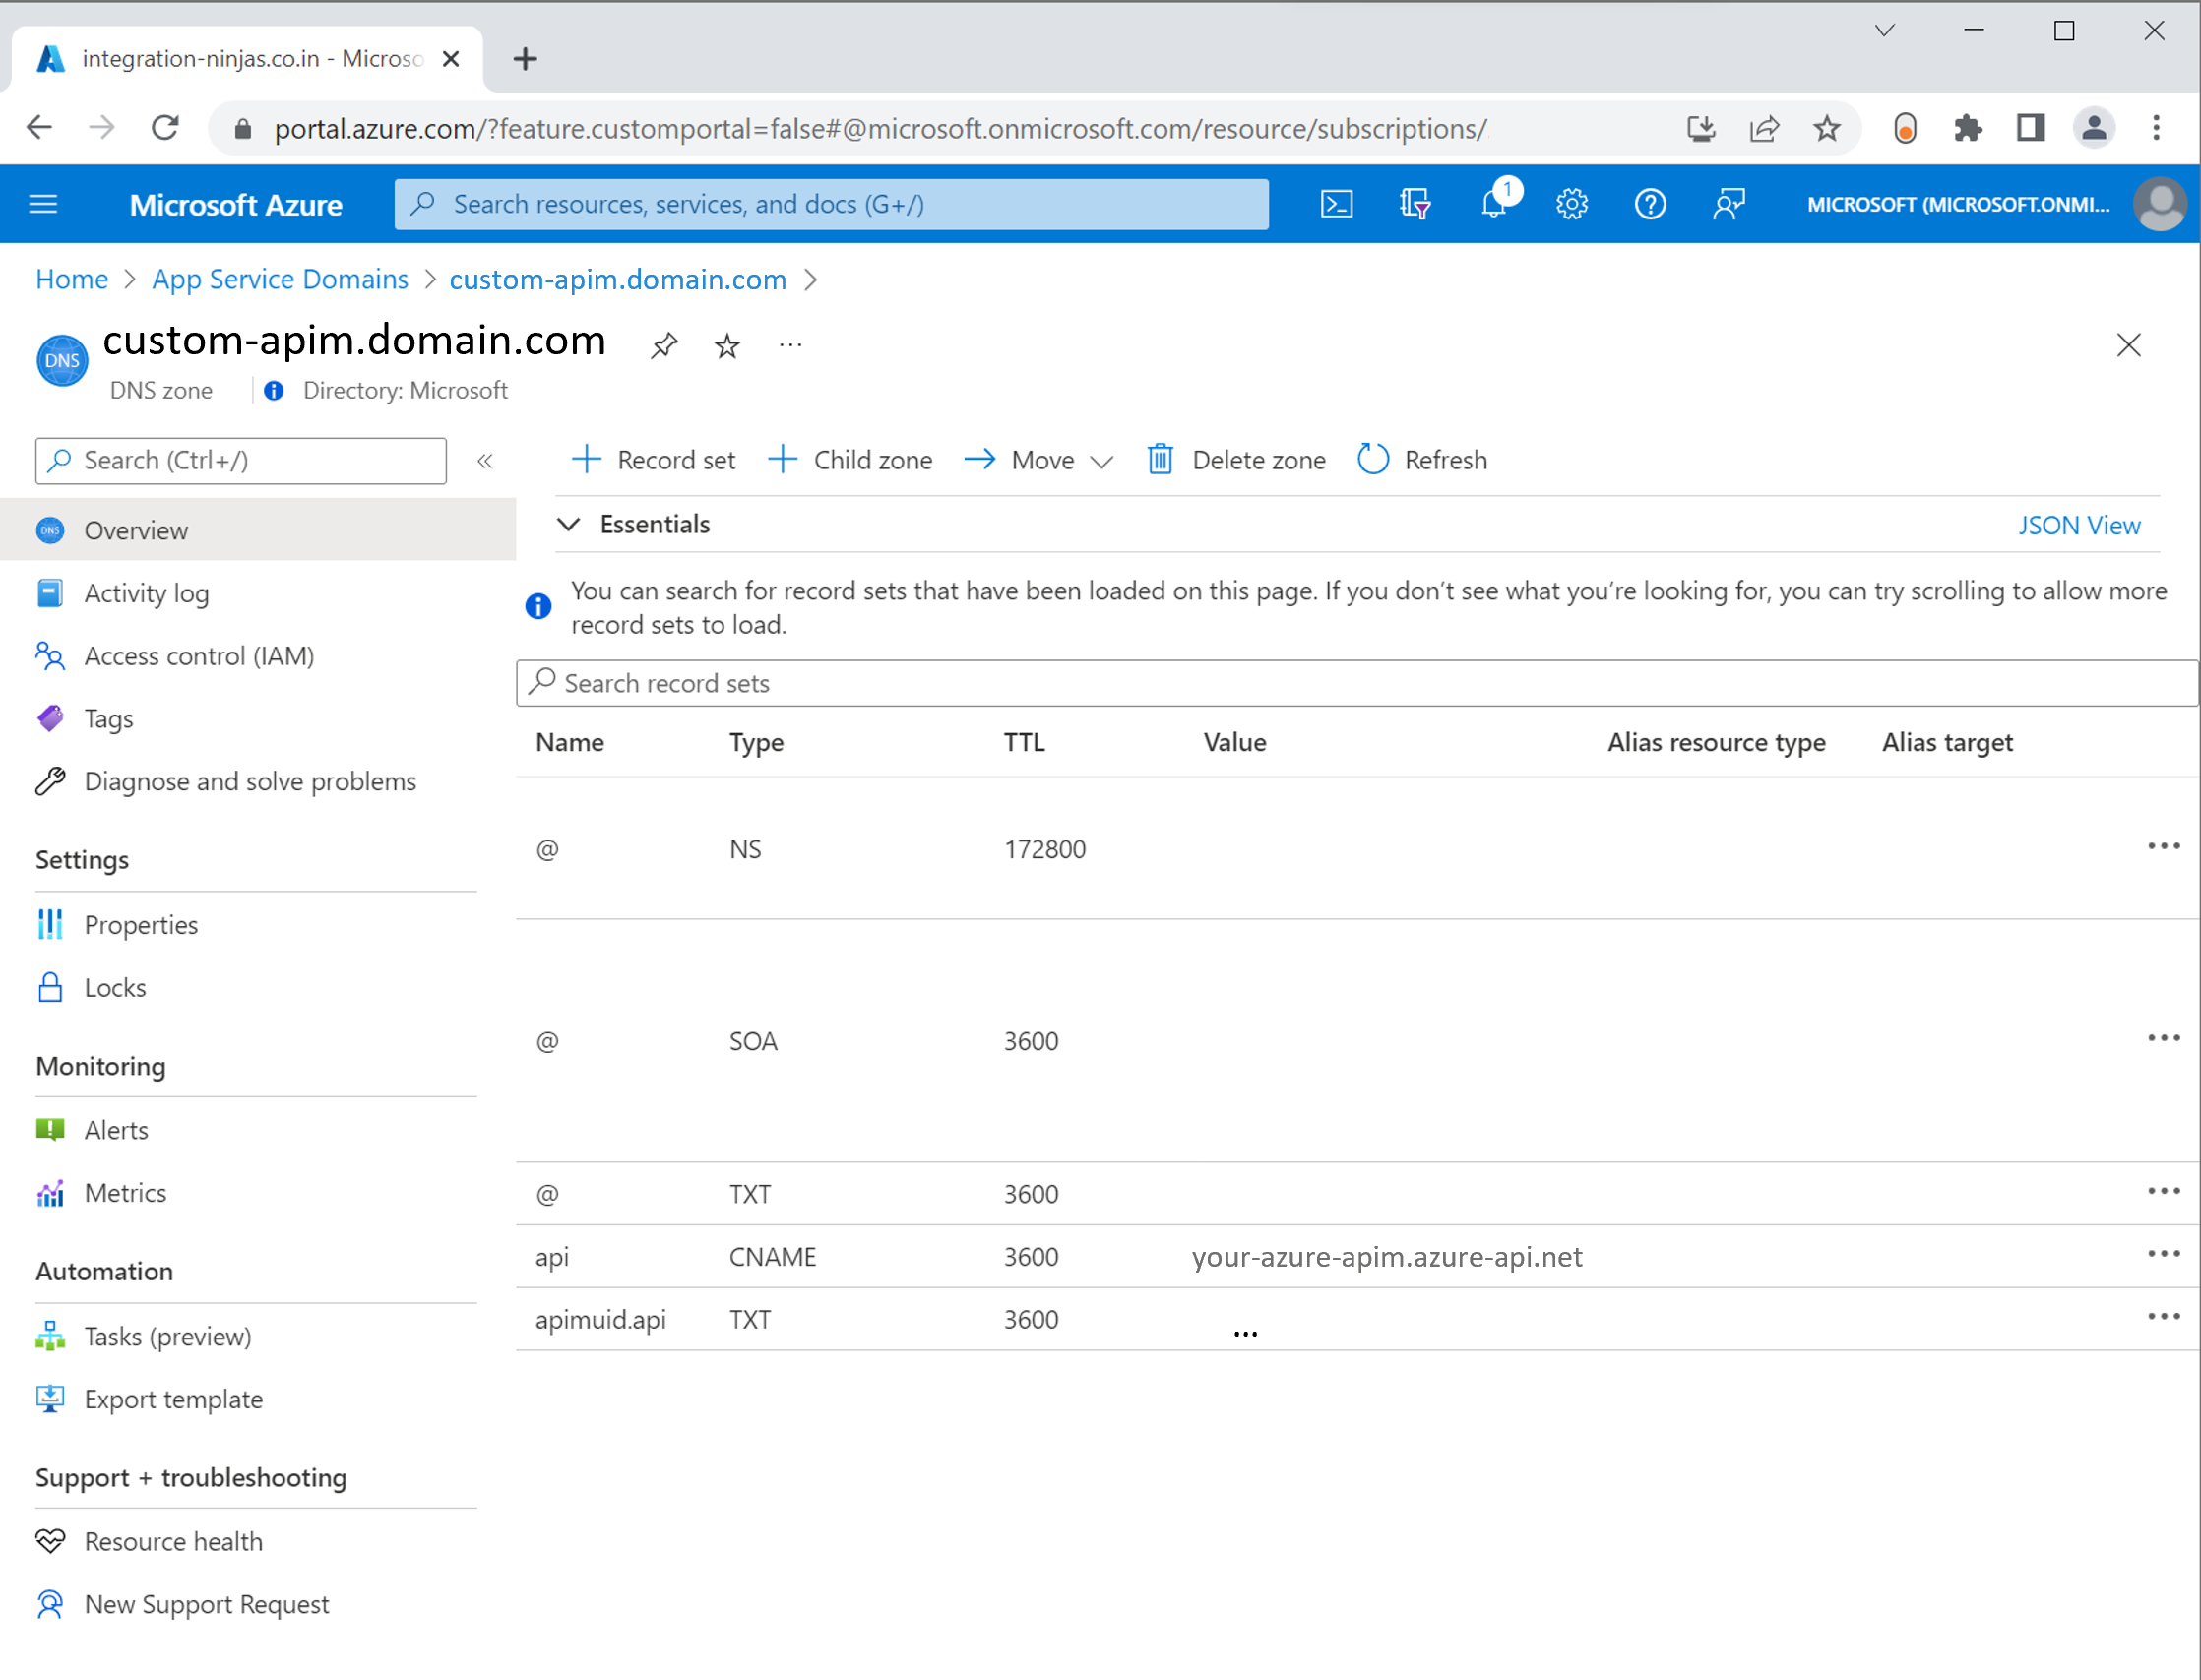 integration-ninjas.co.in - Microso
portal.azure.com/?feature.customportal=false#@microsoft.onmicrosoft.com/resource/subscriptions/.
Microsoft Azure
Search resources, services, and docs (G+/)
1
MICROSOFT (MICROSOFT.ONMI...
Home > App Service Domains > custom-apim.domain.com >
DNS
custom-apim.domain.com
...
DNS zone
Directory: Microsoft
Search (Ctrl+/)
«
+ Record set + Child zone → Move Delete zone Refresh
DNS Overview
Activity log
Access control (IAM)
Tags
Diagnose and solve problems
Settings
Properties
Locks
Monitoring
Alerts
Metrics
Automation
Tasks (preview)
Export template
Support + troubleshooting
Resource health
New Support Request
Essentials
JSON View
You can search for record sets that have been loaded on this page. If you don’t see what you’re looking for, you can try scrolling to allow more
record sets to load.
Search record sets
Name Type TTL Value Alias resource type Alias target
@ NS 172800 ...
@ SOA 3600 ...
@ TXT 3600 ...
api CNAME 3600 your-azure-apim.azure-api.net ...
apimuid.api TXT 3600 ... ...